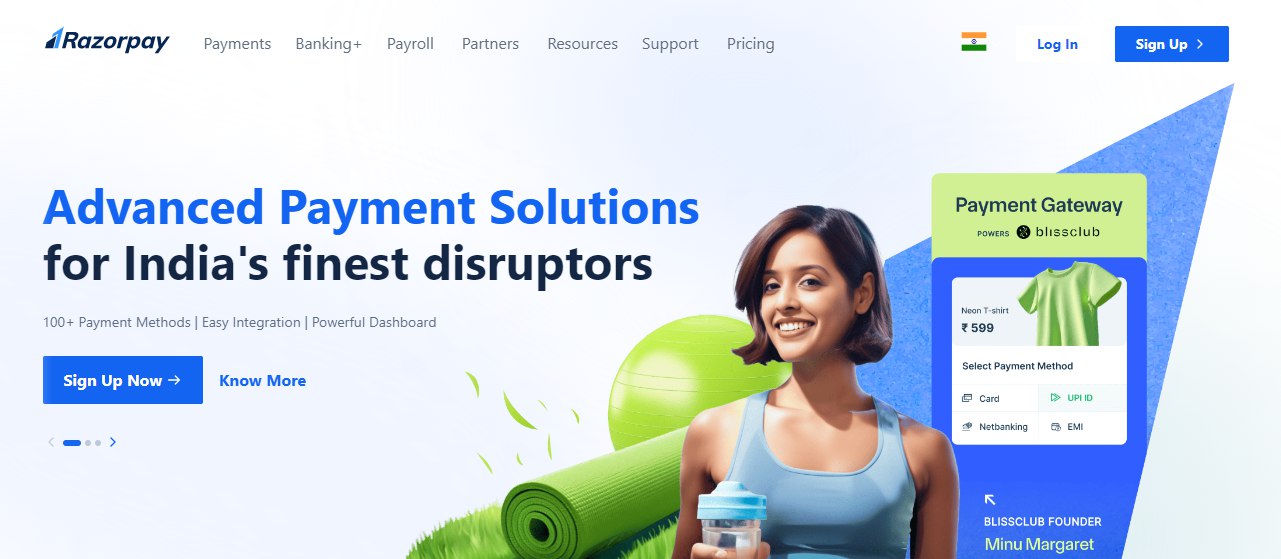 Razorpay
Payments
Banking+
Payroll
Partners
Resources
Support
Pricing
Log In
Sign Up
Advanced Payment Solutions
for India's finest disruptors
100+ Payment Methods | Easy Integration | Powerful Dashboard
Sign Up Now
Know More
Payment Gateway
POWERS blissclub
Neon T-shirt
₹ 599
Select Payment Method
Card
UPI ID
Netbanking
EMI
BLISSCLUB FOUNDER
Minu Margaret